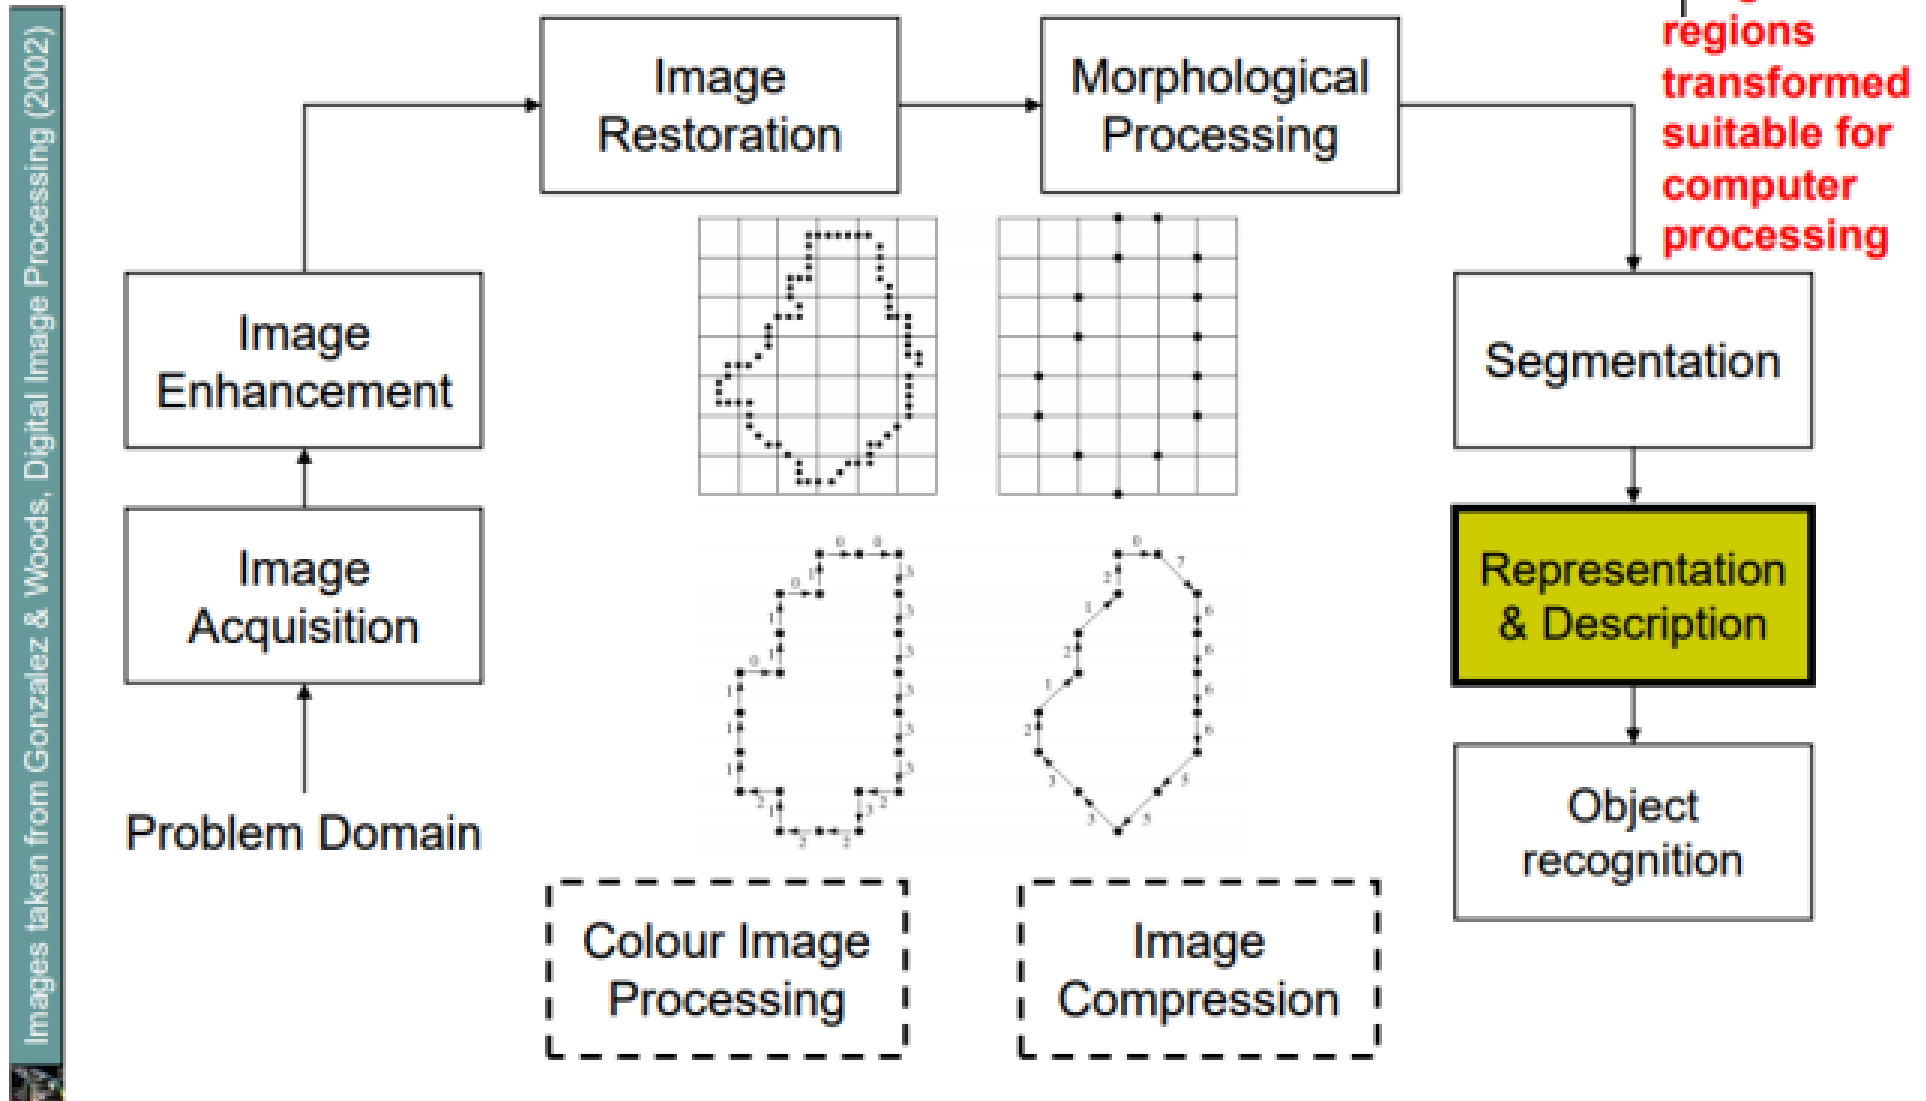 Images taken from Gonzalez & Woods, Digital Image Processing (2002)
Image
Restoration
Morphological
Processing
regions
transformed
suitable for
computer
processing
Image
Enhancement
Segmentation
Image
Acquisition
Representation
& Description
Problem Domain
Object
recognition
Colour Image
Processing
Image
Compression